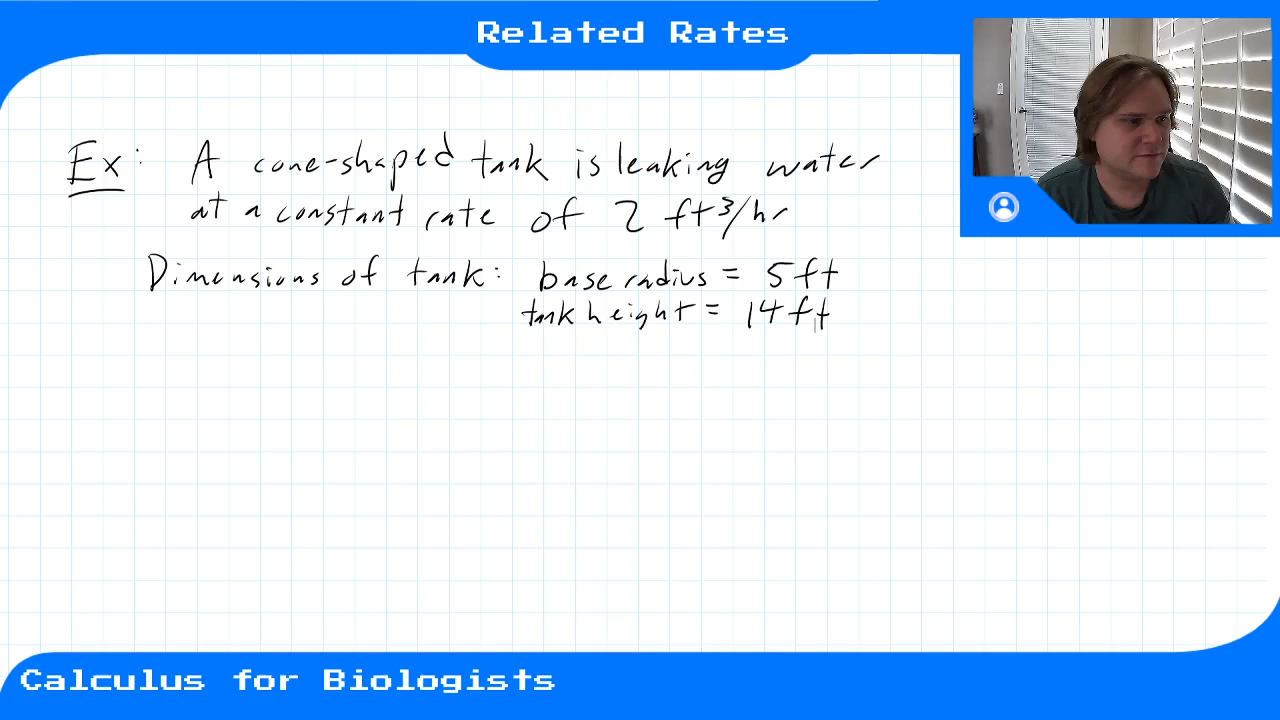 Related Rates
Ex: A cone-shaped tank is leaking water
at a constant rate of 2 ft³/hr
Dimensions of tank: base radius = 5ft
tank height = 14ft
Calculus for Biologists